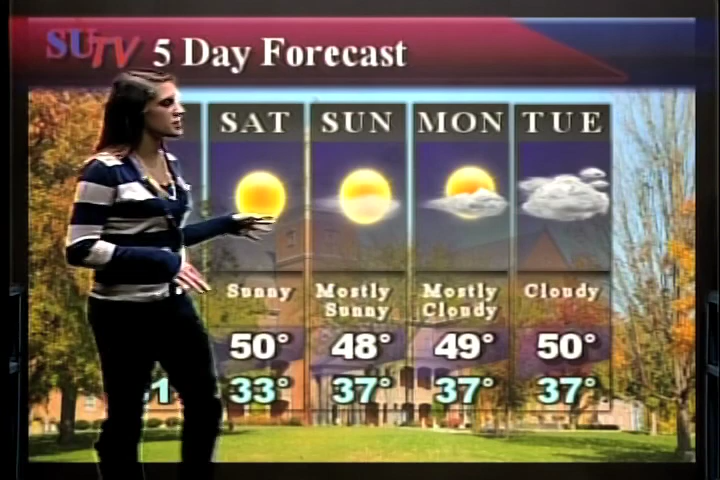 SUTV 5 Day Forecast
SAT SUN MON TUE
Sunny Mostly Sunny Mostly Cloudy Cloudy
50° 48° 49° 50°
33° 37° 37° 37°